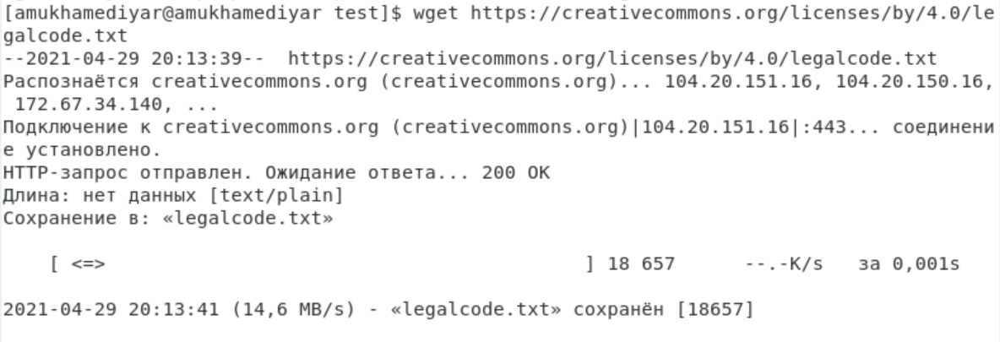 [amukhamediyar@amukhamediyar test]$ wget https://creativecommons.org/licenses/by/4.0/le
galcode.txt
--2021-04-29 20:13:39--  https://creativecommons.org/licenses/by/4.0/legalcode.txt
Распознаётся creativecommons.org (creativecommons.org)... 104.20.151.16, 104.20.150.16,
 172.67.34.140, ...
Подключение к creativecommons.org (creativecommons.org)|104.20.151.16|:443... соединени
е установлено.
HTTP-запрос отправлен. Ожидание ответа... 200 OK
Длина: нет данных [text/plain]
Сохранение в: «legalcode.txt»
    [ <=>                                          ] 18 657      --.-K/s   за 0,001s
2021-04-29 20:13:41 (14,6 MB/s) - «legalcode.txt» сохранён [18657]